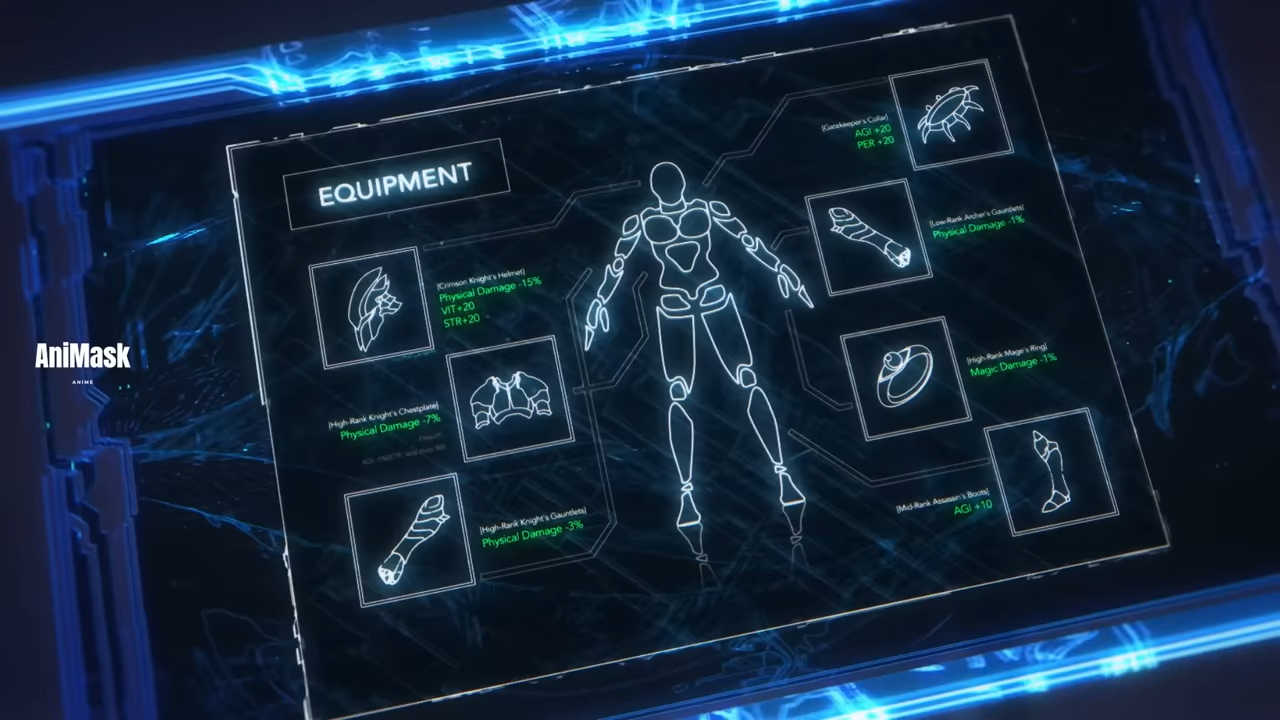 EQUIPMENT
[Gatekeeper's Collar]
AGI +20
PER +20
[Low-Rank Archer's Gauntlets]
Physical Damage -1%
[Crimson Knight's Helmet]
Physical Damage -15%
VIT+20
STR+20
[High-Rank Mage's Ring]
Magic Damage -1%
AniMask
ANIME
[High-Rank Knight's Chestplate]
Physical Damage -7%
[Mid-Rank Assassin's Boots]
AGI +10
[High-Rank Knight's Gauntlets]
Physical Damage -3%